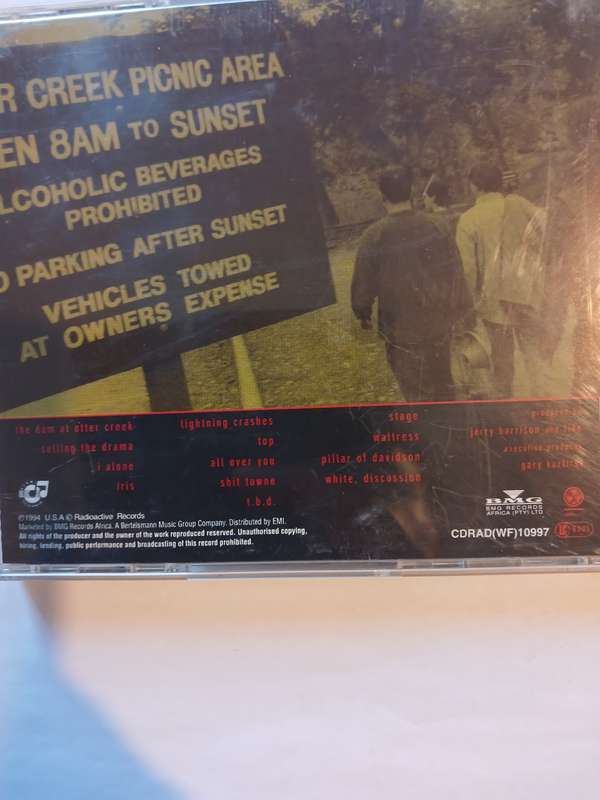 R CREEK PICNIC AREA
EN 8AM TO SUNSET
LCOHOLIC BEVERAGES
PROHIBITED
O PARKING AFTER SUNSET
VEHICLES TOWED
AT OWNERS EXPENSE
the dam at otter creek
selling the drama
i alone
iris
lightning crashes
top
all over you
shit towne
t.b.d.
stage
waitress
pillar of davidson
white, discussion
produced by
jerry harrison and live
executive producer
gary
℗1994 U.S.A © Radioactive Records
Marketed by BMG Records Africa. A Bertelsmann Music Group Company. Distributed by EMI.
All rights of the producer and the owner of the work reproduced reserved. Unauthorised copying,
hiring, lending, public performance and broadcasting of this record prohibited.
BMG
BMG RECORDS
AFRICA (PTY) LTD
CDRAD(WF)10997